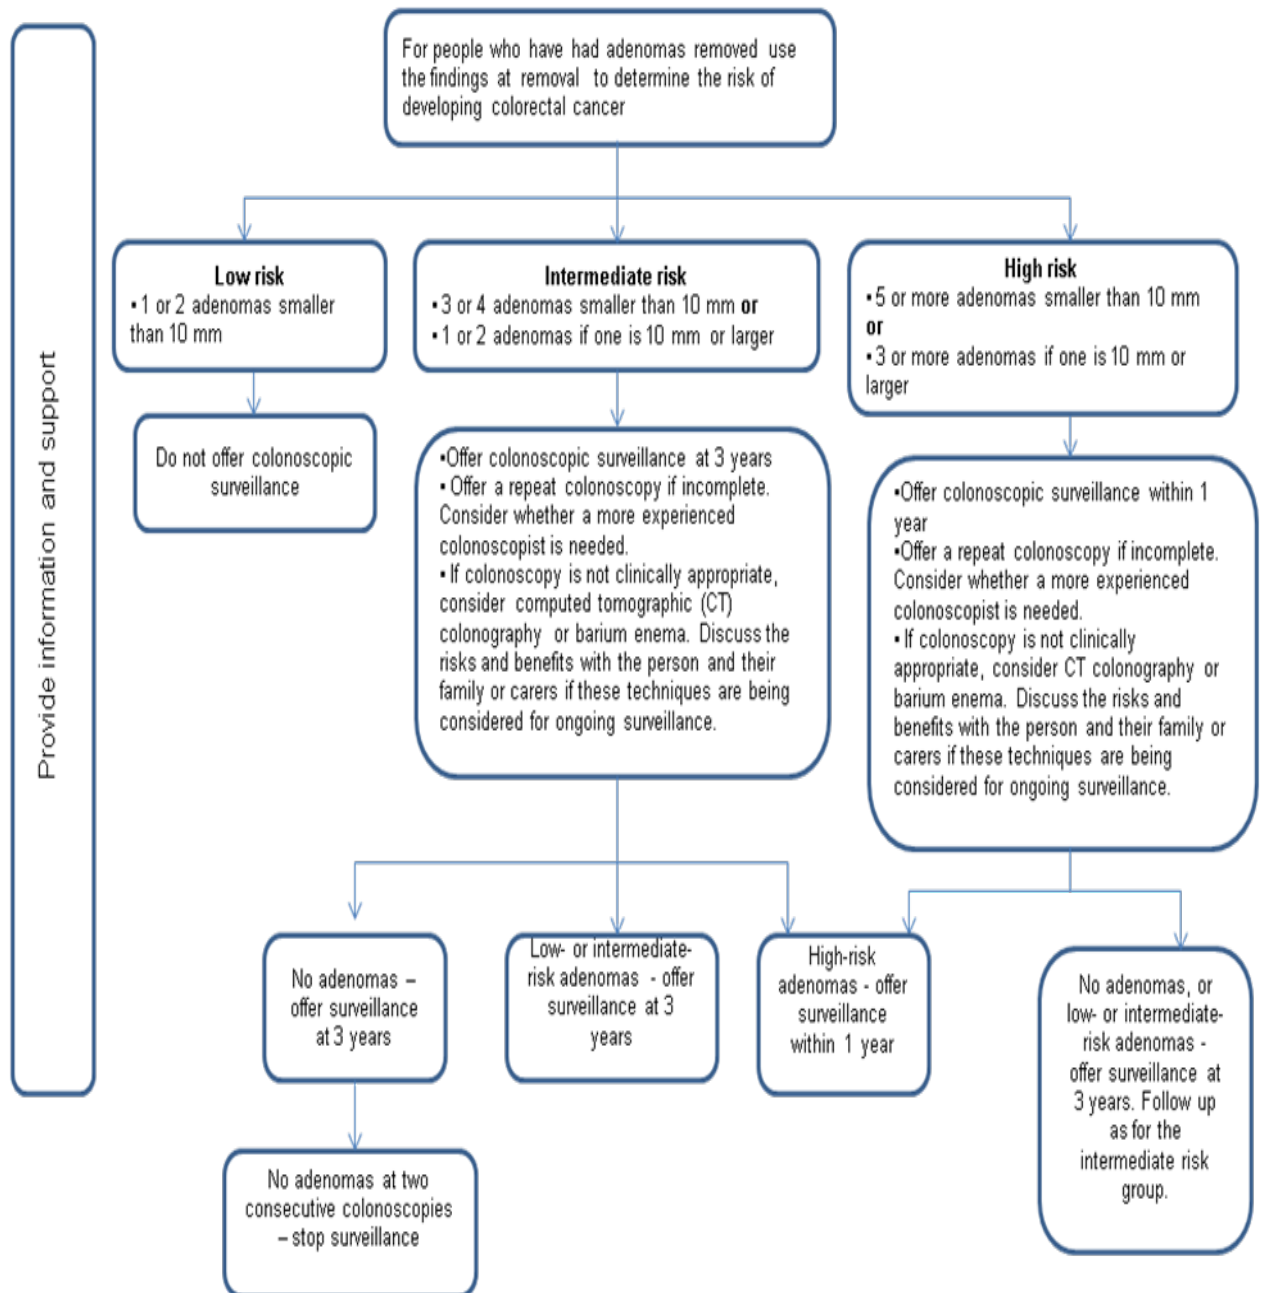 Provide information and support
For people who have had adenomas removed use
the findings at removal to determine the risk of
developing colorectal cancer
Low risk
▪ 1 or 2 adenomas smaller
than 10 mm
Intermediate risk
▪ 3 or 4 adenomas smaller than 10 mm or
▪ 1 or 2 adenomas if one is 10 mm or larger
High risk
▪ 5 or more adenomas smaller than 10 mm
or
▪ 3 or more adenomas if one is 10 mm or
larger
Do not offer colonoscopic
surveillance
▪Offer colonoscopic surveillance at 3 years
▪ Offer a repeat colonoscopy if incomplete.
Consider whether a more experienced
colonoscopist is needed.
▪ If colonoscopy is not clinically appropriate,
consider computed tomographic (CT)
colonography or barium enema. Discuss the
risks and benefits with the person and their
family or carers if these techniques are being
considered for ongoing surveillance.
▪Offer colonoscopic surveillance within 1
year
▪Offer a repeat colonoscopy if incomplete.
Consider whether a more experienced
colonoscopist is needed.
▪ If colonoscopy is not clinically
appropriate, consider CT colonography or
barium enema. Discuss the risks and
benefits with the person and their family or
carers if these techniques are being
considered for ongoing surveillance.
No adenomas –
offer surveillance
at 3 years
Low- or intermediate-
risk adenomas - offer
surveillance at 3
years
High-risk
adenomas - offer
surveillance
within 1 year
No adenomas, or
low- or intermediate-
risk adenomas -
offer surveillance at
3 years. Follow up
as for the
intermediate risk
group.
No adenomas at two
consecutive colonoscopies
– stop surveillance